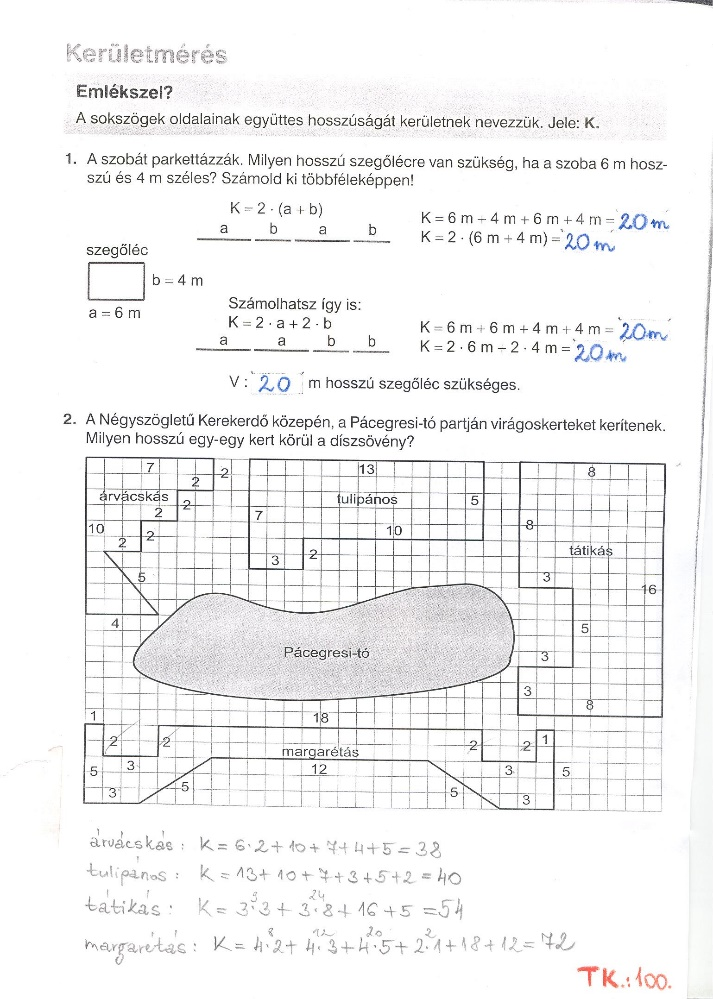 Kerületmérés
Emlékszel?
A sokszögek oldalainak együttes hosszúságát kerületnek nevezzük. Jele: K.
1. A szobát parkettázzák. Milyen hosszú szegőlécre van szükség, ha a szoba 6 m hosz-
szú és 4 m széles? Számold ki többféleképpen!
K = 2 · (a + b)
a b a b
K = 6 m + 4 m + 6 m + 4 m = 20 m
K = 2 · (6 m + 4 m) = 20 m
szegőléc
b = 4 m
a = 6 m
Számolhatsz így is:
K = 2 · a + 2 · b
a a b b
K = 6 m + 6 m + 4 m + 4 m = 20 m
K = 2 · 6 m + 2 · 4 m = 20 m
V : 20 m hosszú szegőléc szükséges.
2. A Négyszögletű Kerekerdő közepén, a Pácegresi-tó partján virágoskerteket kerítenek.
Milyen hosszú egy-egy kert körül a díszsövény?
7 2 13 8
2
árvácskás 2 tulipános 5
2 7
10 2 10 8
2 2 tátikás
3
5 3 16
4 5
Pácegresi-tó 3
3
8
1 18
2 2 margarétás 2 2 1
5 3 12 3 5
3 5 5 3
árvácskás : K = 6·2 + 10 + 7 + 4 + 5 = 38
tulipános : K = 13 + 10 + 7 + 3 + 5 + 2 = 40
9 24
tátikás : K = 3·3 + 3·8 + 16 + 5 = 54
8 12 20 2
margarétás : K = 4·2 + 4·3 + 4·5 + 2·1 + 18 + 12 = 72
TK.: 100.